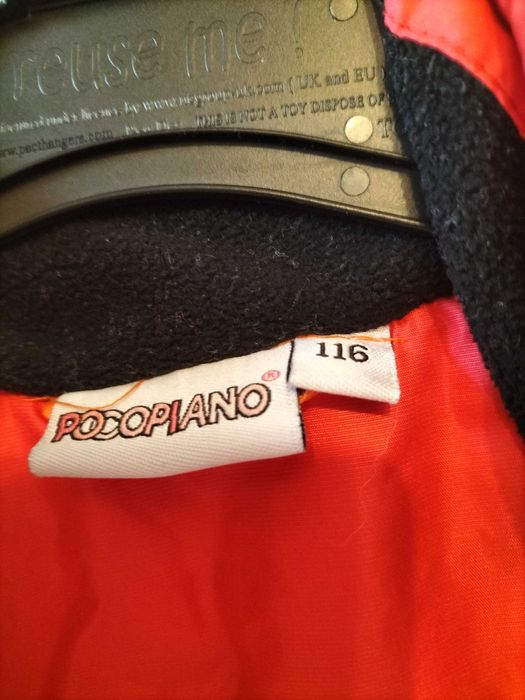 reuse me !
( UK and EU
www.pacthangers.com THIS IS NOT A TOY DISPOSE OF
116
POCOPIANO ®